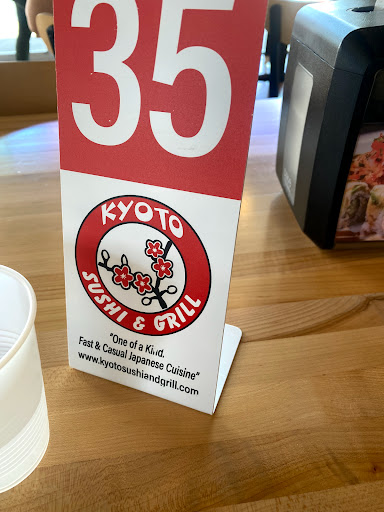 35
KYOTO
SUSHI & GRILL
"One of a Kind.
Fast & Casual Japanese Cuisine"
www.kyotosushiandgrill.com